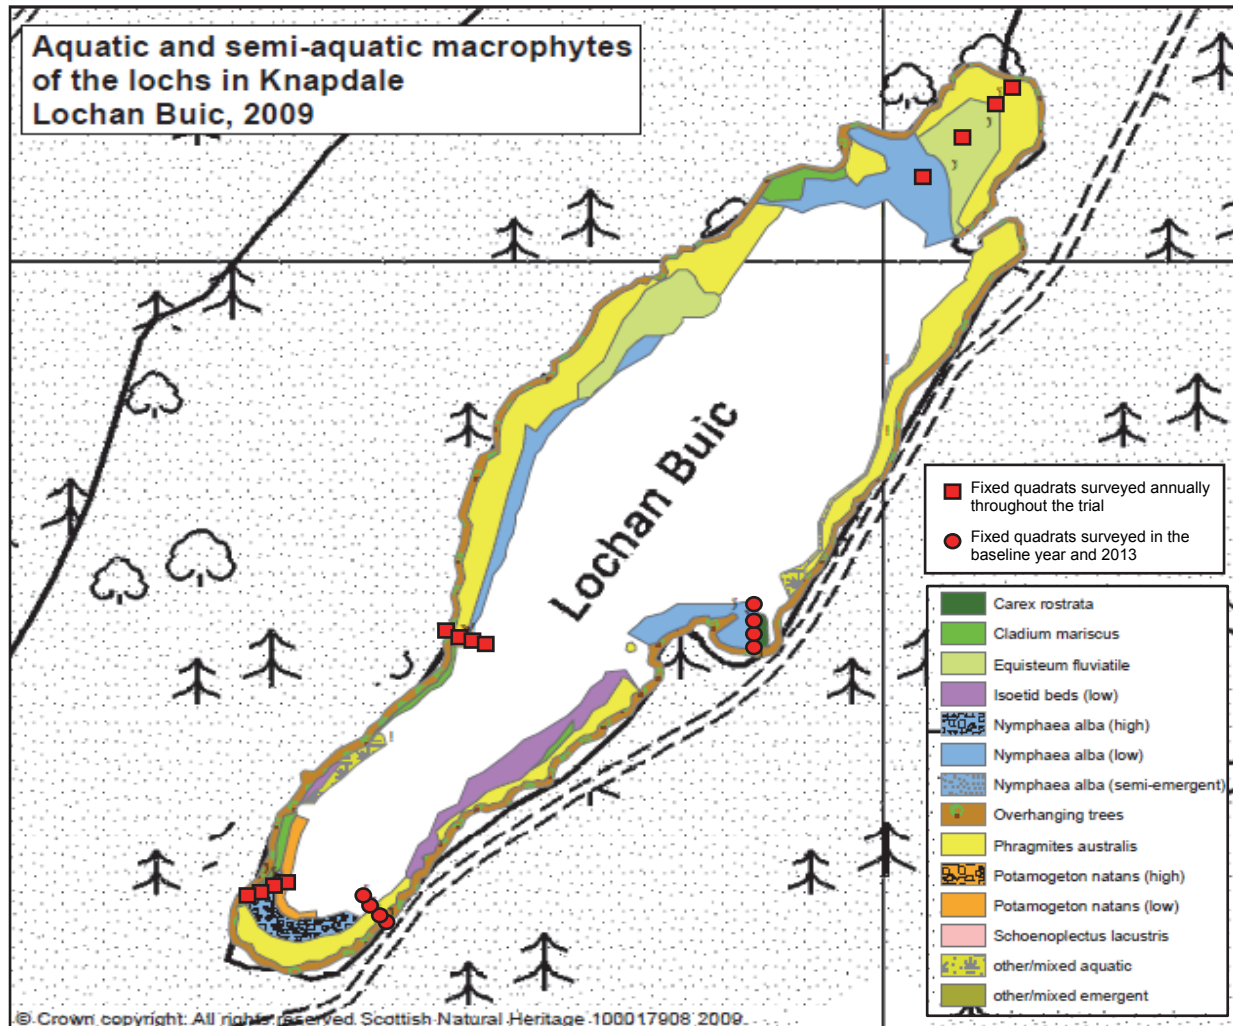 Aquatic and semi-aquatic macrophytes
of the lochs in Knapdale
Lochan Buic, 2009
Lochan Buic
Fixed quadrats surveyed annually
throughout the trial
Fixed quadrats surveyed in the
baseline year and 2013
Carex rostrata
Cladium mariscus
Equisteum fluviatile
Isoetid beds (low)
Nymphaea alba (high)
Nymphaea alba (low)
Nymphaea alba (semi-emergent)
Overhanging trees
Phragmites australis
Potamogeton natans (high)
Potamogeton natans (low)
Schoenoplectus lacustris
other/mixed aquatic
other/mixed emergent
© Crown copyright. All rights reserved Scottish Natural Heritage 100017908 2009.